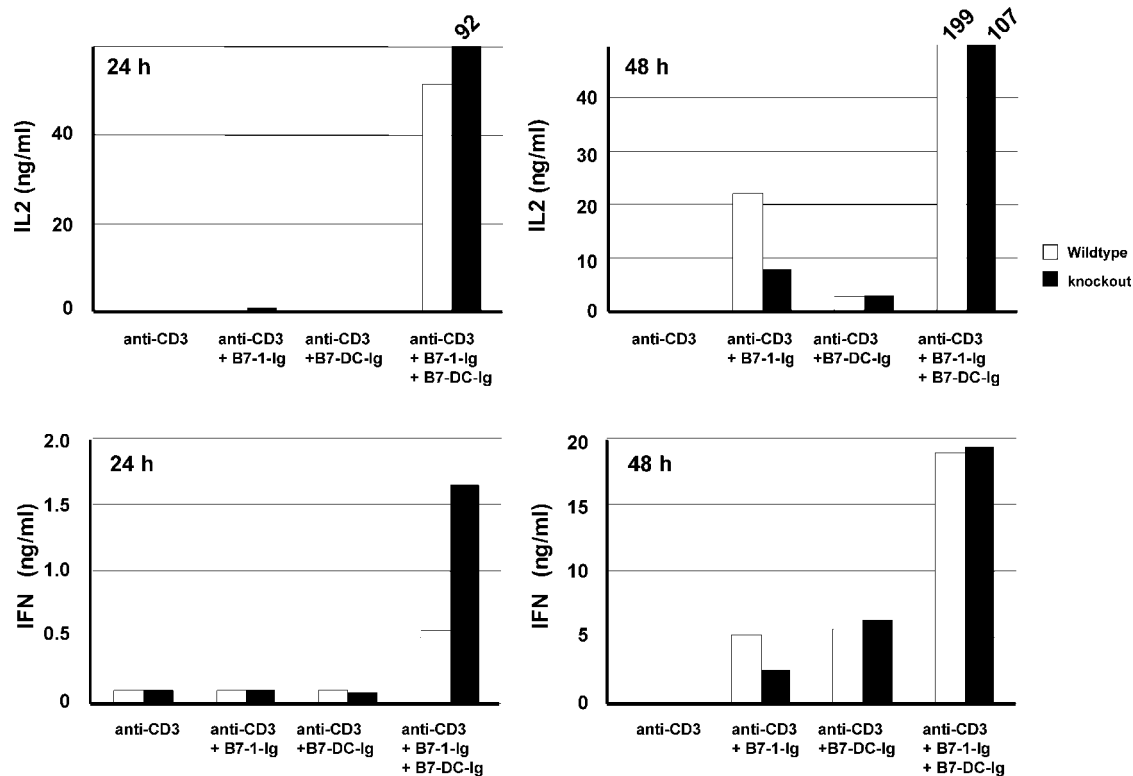 92
24 h
IL2 (ng/ml)
40
20
0
anti-CD3
anti-CD3
+ B7-1-Ig
anti-CD3
+B7-DC-Ig
anti-CD3
+ B7-1-Ig
+ B7-DC-Ig
199
107
48 h
IL2 (ng/ml)
40
30
20
10
0
anti-CD3
anti-CD3
+ B7-1-Ig
anti-CD3
+B7-DC-Ig
anti-CD3
+ B7-1-Ig
+ B7-DC-Ig
Wildtype
knockout
24 h
IFN (ng/ml)
2.0
1.5
1.0
0.5
0
anti-CD3
anti-CD3
+ B7-1-Ig
anti-CD3
+B7-DC-Ig
anti-CD3
+ B7-1-Ig
+ B7-DC-Ig
48 h
IFN (ng/ml)
20
15
10
5
0
anti-CD3
anti-CD3
+ B7-1-Ig
anti-CD3
+B7-DC-Ig
anti-CD3
+ B7-1-Ig
+ B7-DC-Ig